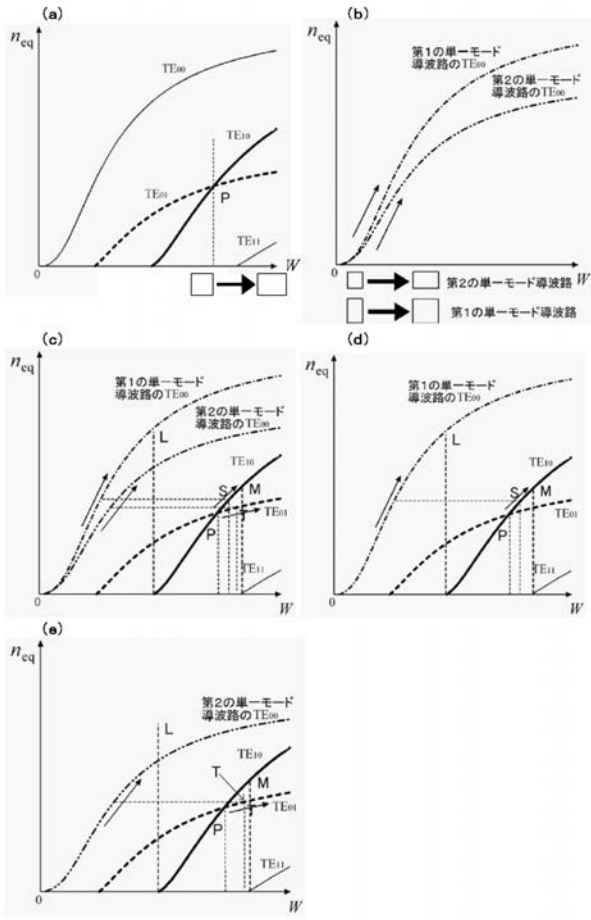 (a)
n_eq
TE00
TE10
TE01
P
TE11
0
W
(b)
n_eq
第1の単一モード
導波路のTE00
第2の単一モード
導波路のTE00
0
W
第2の単一モード導波路
第1の単一モード導波路
(c)
n_eq
第1の単一モード
導波路のTE00
第2の単一モード
導波路のTE00
L
TE10
S
M
TE01
T
P
TE11
0
W
(d)
n_eq
第1の単一モード
導波路のTE00
L
TE10
S
M
TE01
P
TE11
0
W
(e)
n_eq
第2の単一モード
導波路のTE00
L
TE10
T
M
TE01
P
TE11
0
W